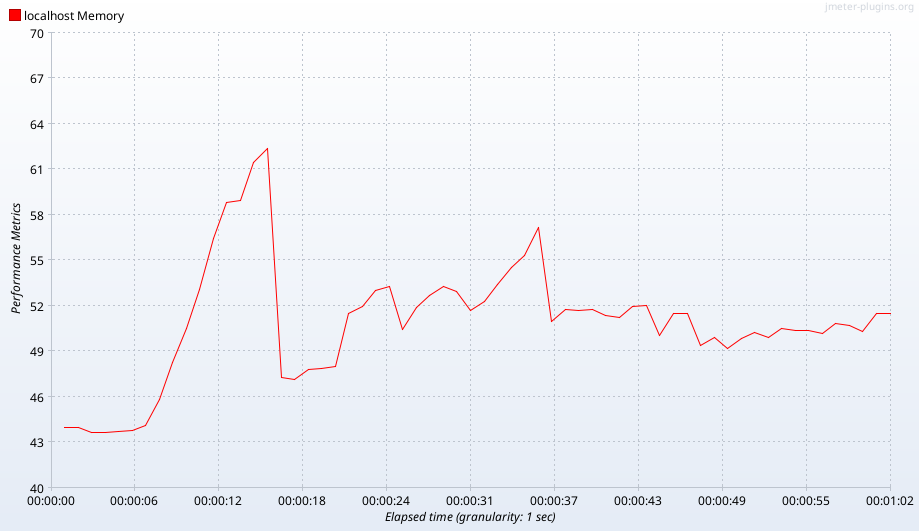 jmeter-plugins.org
localhost Memory
70
67
64
61
58
55
52
49
46
43
40
Performance Metrics
00:00:00 00:00:06 00:00:12 00:00:18 00:00:24 00:00:31 00:00:37 00:00:43 00:00:49 00:00:55 00:01:02
Elapsed time (granularity: 1 sec)